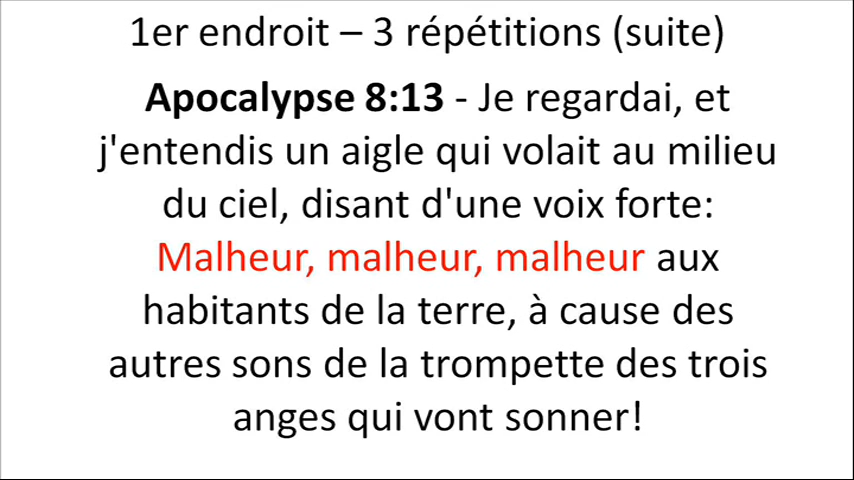 1er endroit – 3 répétitions (suite)
Apocalypse 8:13 - Je regardai, et
j'entendis un aigle qui volait au milieu
du ciel, disant d'une voix forte:
Malheur, malheur, malheur aux
habitants de la terre, à cause des
autres sons de la trompette des trois
anges qui vont sonner!